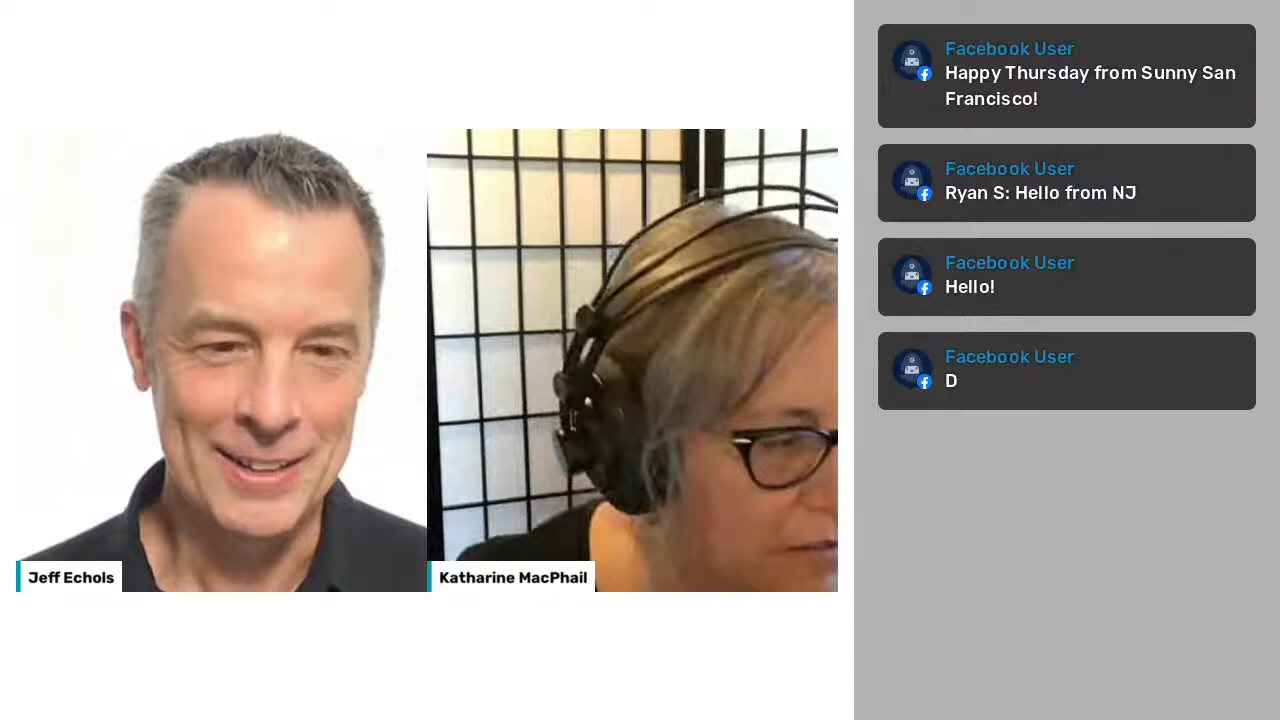 Jeff Echols
Katharine MacPhail
Facebook User
Happy Thursday from Sunny San
Francisco!
Facebook User
Ryan S: Hello from NJ
Facebook User
Hello!
Facebook User
D